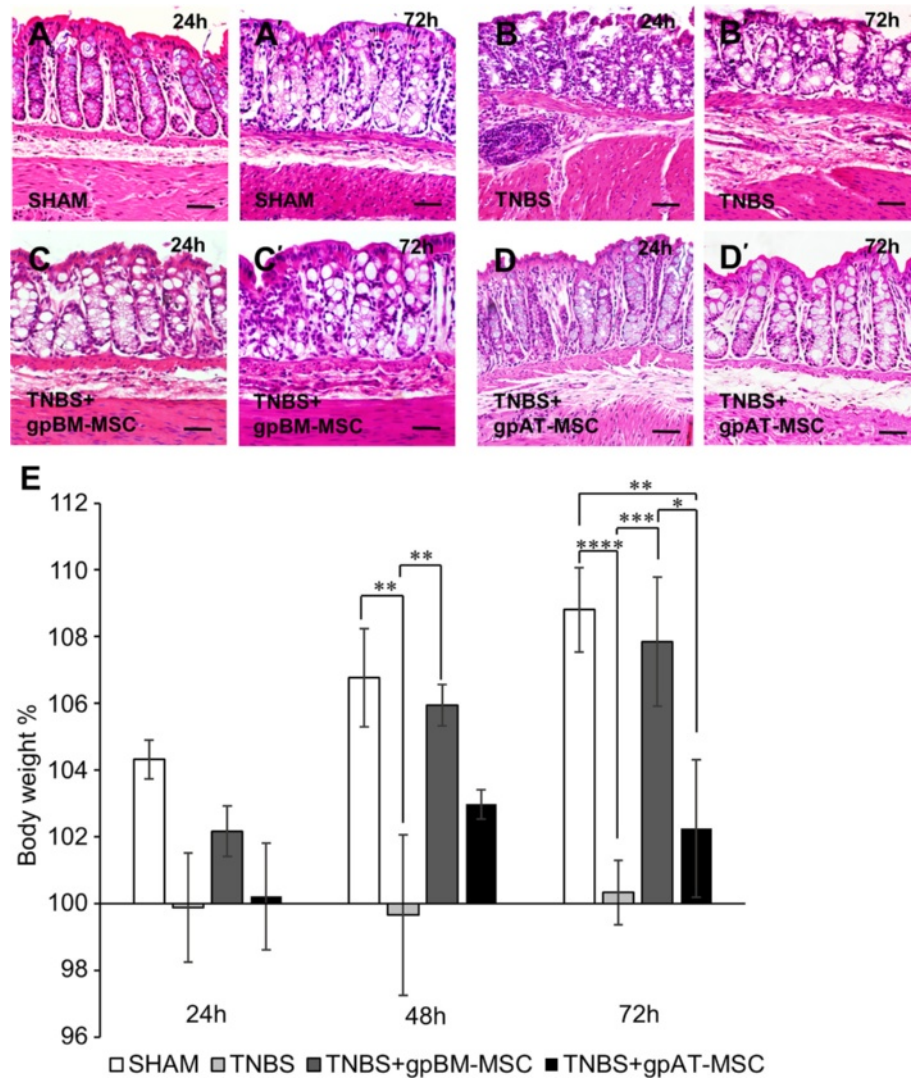 A 24h
SHAM
A′ 72h
SHAM
B 24h
TNBS
B′ 72h
TNBS
C 24h
TNBS+
gpBM-MSC
C′ 72h
TNBS+
gpBM-MSC
D 24h
TNBS+
gpAT-MSC
D′ 72h
TNBS+
gpAT-MSC
E
Body weight %
112
110
108
106
104
102
100
98
96
** **
**** *** ** *
24h 48h 72h
SHAM TNBS TNBS+gpBM-MSC TNBS+gpAT-MSC